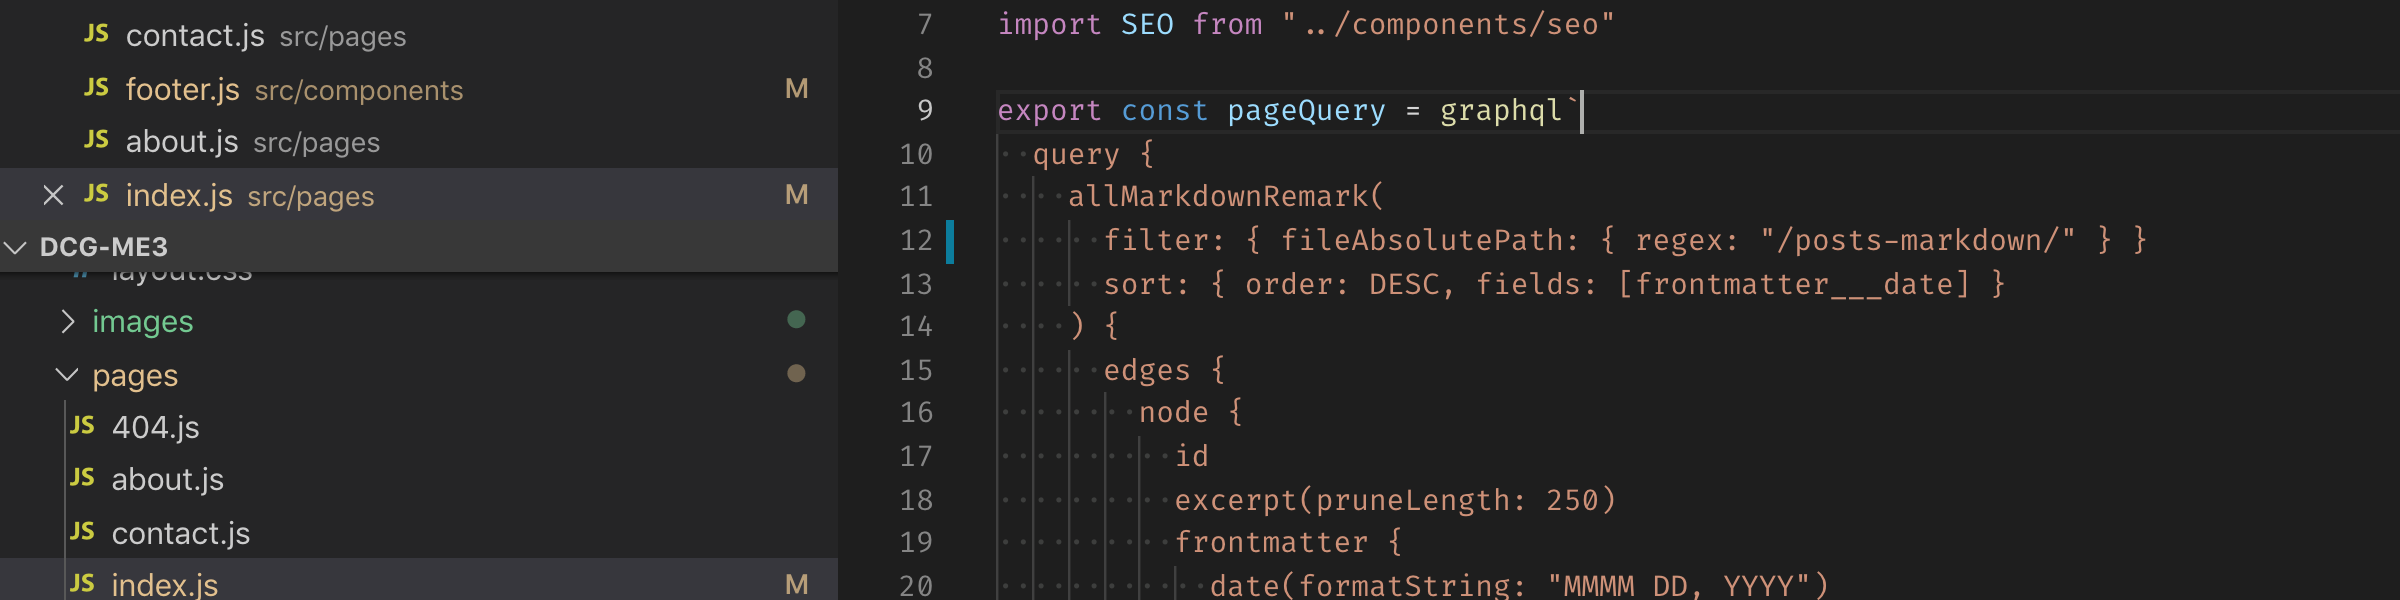 JS contact.js src/pages
JS footer.js src/components M
JS about.js src/pages
JS index.js src/pages M
DCG-ME3
layout.css
images
pages
JS 404.js
JS about.js
JS contact.js
JS index.js M
7 import SEO from "../components/seo"
8
9 export const pageQuery = graphql`
10 query {
11 allMarkdownRemark(
12 filter: { fileAbsolutePath: { regex: "/posts-markdown/" } }
13 sort: { order: DESC, fields: [frontmatter___date] }
14 ) {
15 edges {
16 node {
17 id
18 excerpt(pruneLength: 250)
19 frontmatter {
20 date(formatString: "MMMM DD, YYYY")